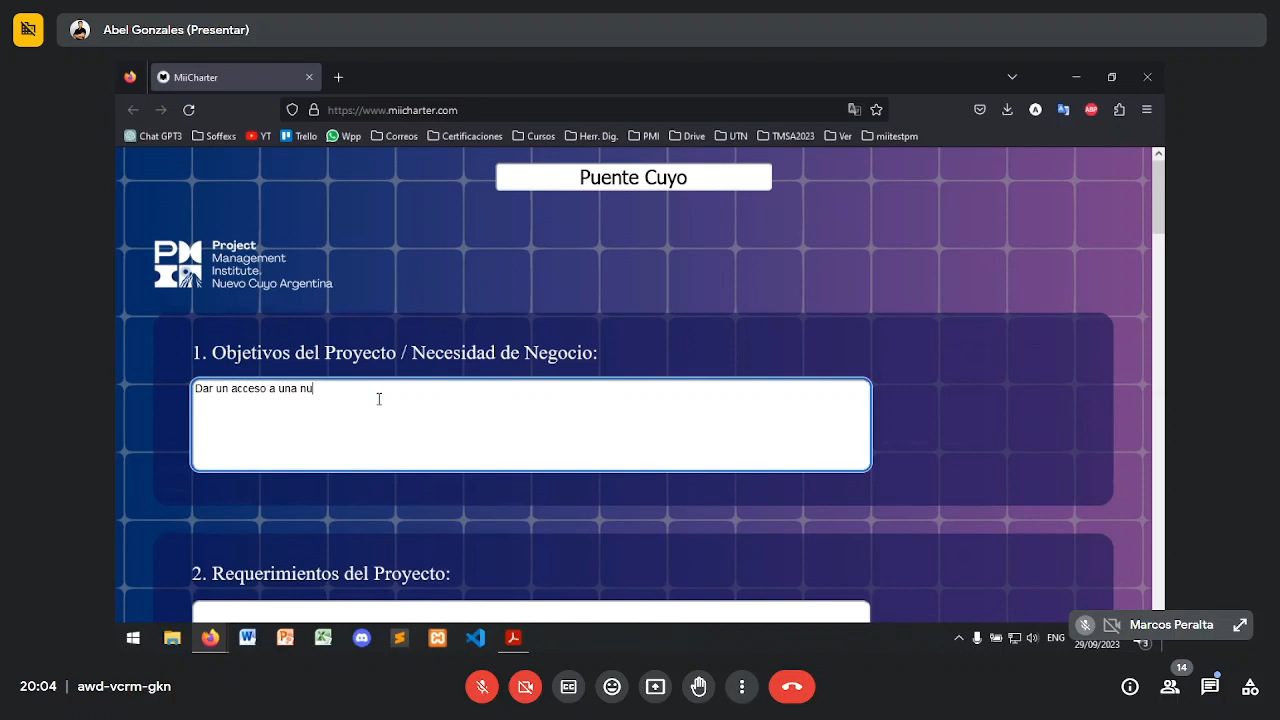 Abel Gonzales (Presentar)
MiiCharter
https://www.miicharter.com
Chat GPT3 Soffexs YT Trello Wpp Correos Certificaciones Cursos Herr. Dig. PMI Drive UTN TMSA2023 Ver miitestpm
A
ABP
Puente Cuyo
Project
Management
Institute.
Nuevo Cuyo Argentina
1. Objetivos del Proyecto / Necesidad de Negocio:
Dar un acceso a una nu
2. Requerimientos del Proyecto:
Marcos Peralta
ENG
29/09/2023
3
20:04 | awd-vcrm-gkn
14